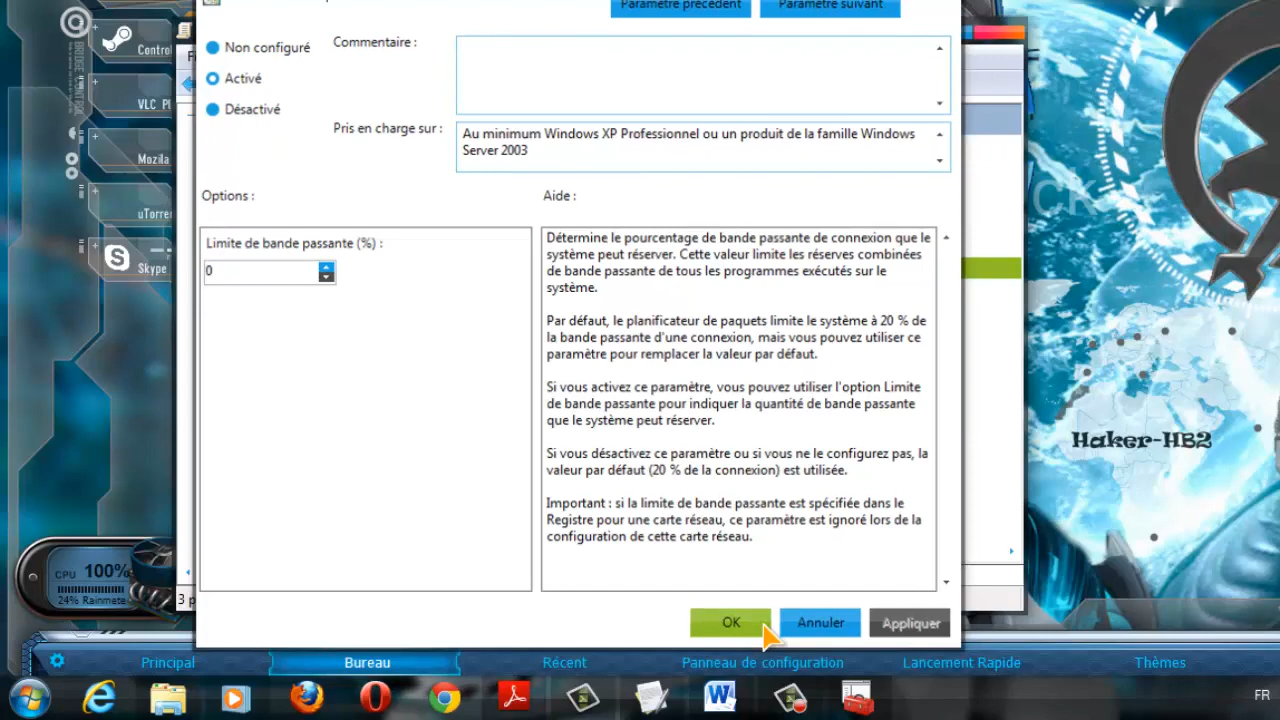 Paramètre précédent
Paramètre suivant
Non configuré
Commentaire :
Activé
Désactivé
Pris en charge sur :
Au minimum Windows XP Professionnel ou un produit de la famille Windows
Server 2003
Options :
Aide :
Limite de bande passante (%) :
0
Détermine le pourcentage de bande passante de connexion que le
système peut réserver. Cette valeur limite les réserves combinées
de bande passante de tous les programmes exécutés sur le
système.
Par défaut, le planificateur de paquets limite le système à 20 % de
la bande passante d'une connexion, mais vous pouvez utiliser ce
paramètre pour remplacer la valeur par défaut.
Si vous activez ce paramètre, vous pouvez utiliser l'option Limite
de bande passante pour indiquer la quantité de bande passante
que le système peut réserver.
Si vous désactivez ce paramètre ou si vous ne le configurez pas, la
valeur par défaut (20 % de la connexion) est utilisée.
Important : si la limite de bande passante est spécifiée dans le
Registre pour une carte réseau, ce paramètre est ignoré lors de la
configuration de cette carte réseau.
OK
Annuler
Appliquer
Contro
VLC Pl
Mozila
uTorre
Skype
CPU 100%
24% Rainmete
3 p
Haker-HB2
Principal
Bureau
Récent
Panneau de configuration
Lancement Rapide
Thèmes
FR